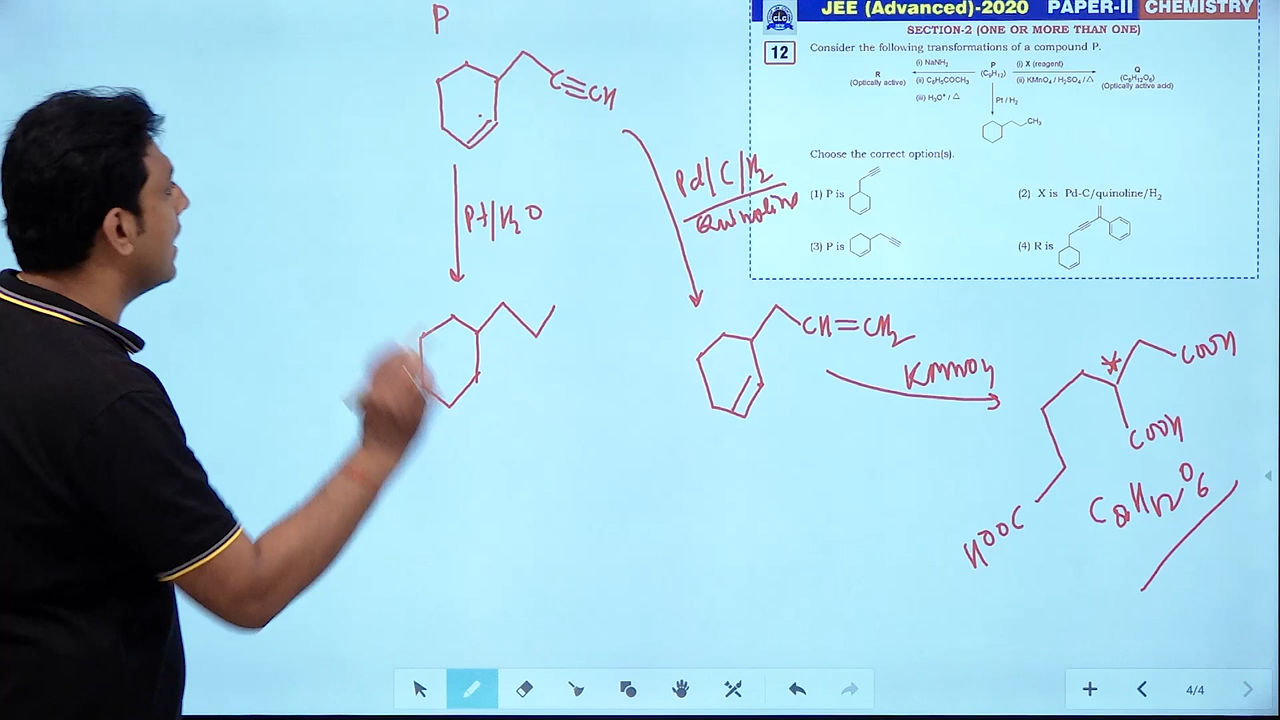 JEE (Advanced)-2020 PAPER-II CHEMISTRY
SECTION-2 (ONE OR MORE THAN ONE)
CLC
12 Consider the following transformations of a compound P.
(i) NaNH₂ P (i) X (reagent) Q
R (C₉H₁₂) (C₈H₁₂O₆)
(Optically active) (ii) C₆H₅COCH₃ (ii) KMnO₄ / H₂SO₄ / △ (Optically active acid)
(iii) H₃O⁺ / △ Pt / H₂
CH₃
Choose the correct option(s).
(1) P is (2) X is Pd-C/quinoline/H₂
(3) P is (4) R is
P
C≡CH
Pd/C/H₂
Quinoline
Pt/H₂O
CH=CH₂
KMnO₄
COOH
COOH
HOOC
C₈H₁₂O₆
4/4